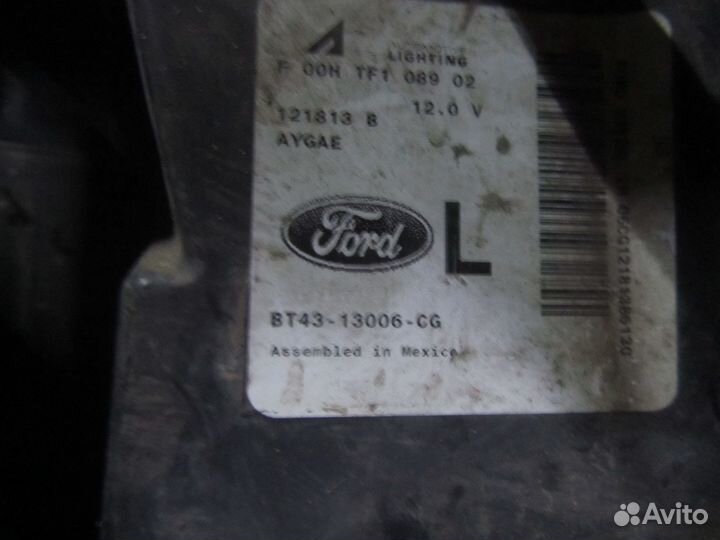 LIGHTING
F 00H TF1 089 02
121813 B 12.0 V
AYGAE
Ford
L
BT43-13006-CG
Assembled in Mexico
Avito